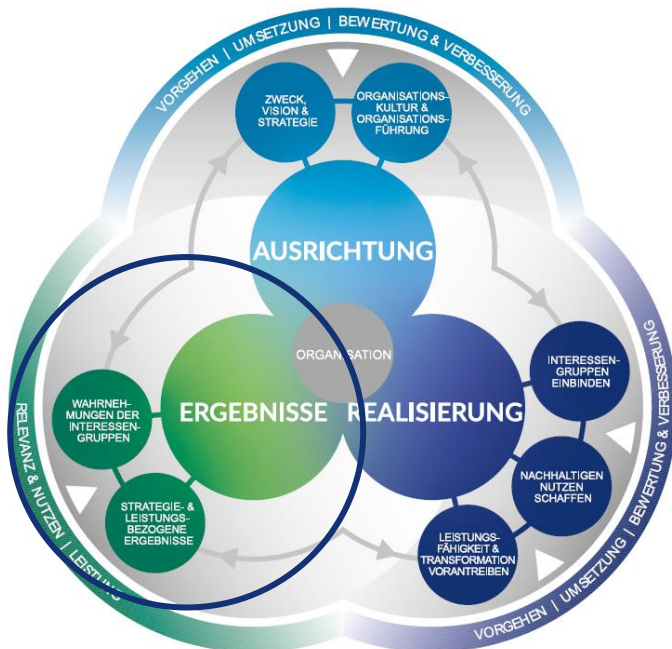 VORGEHEN | UMSETZUNG | BEWERTUNG & VERBESSERUNG
ZWECK,
VISION &
STRATEGIE
ORGANISATIONS-
KULTUR &
ORGANISATIONS-
FÜHRUNG
AUSRICHTUNG
ORGANISATION
ERGEBNISSE
REALISIERUNG
WAHRNEH-
MUNGEN DER
INTERESSEN-
GRUPPEN
STRATEGIE- &
LEISTUNGS-
BEZOGENE
ERGEBNISSE
INTERESSEN-
GRUPPEN
EINBINDEN
NACHHALTIGEN
NUTZEN
SCHAFFEN
LEISTUNGS-
FÄHIGKEIT &
TRANSFORMATION
VORANTREIBEN
RELEVANZ & NUTZEN | LEISTUNG
VORGEHEN | UMSETZUNG | BEWERTUNG & VERBESSERUNG